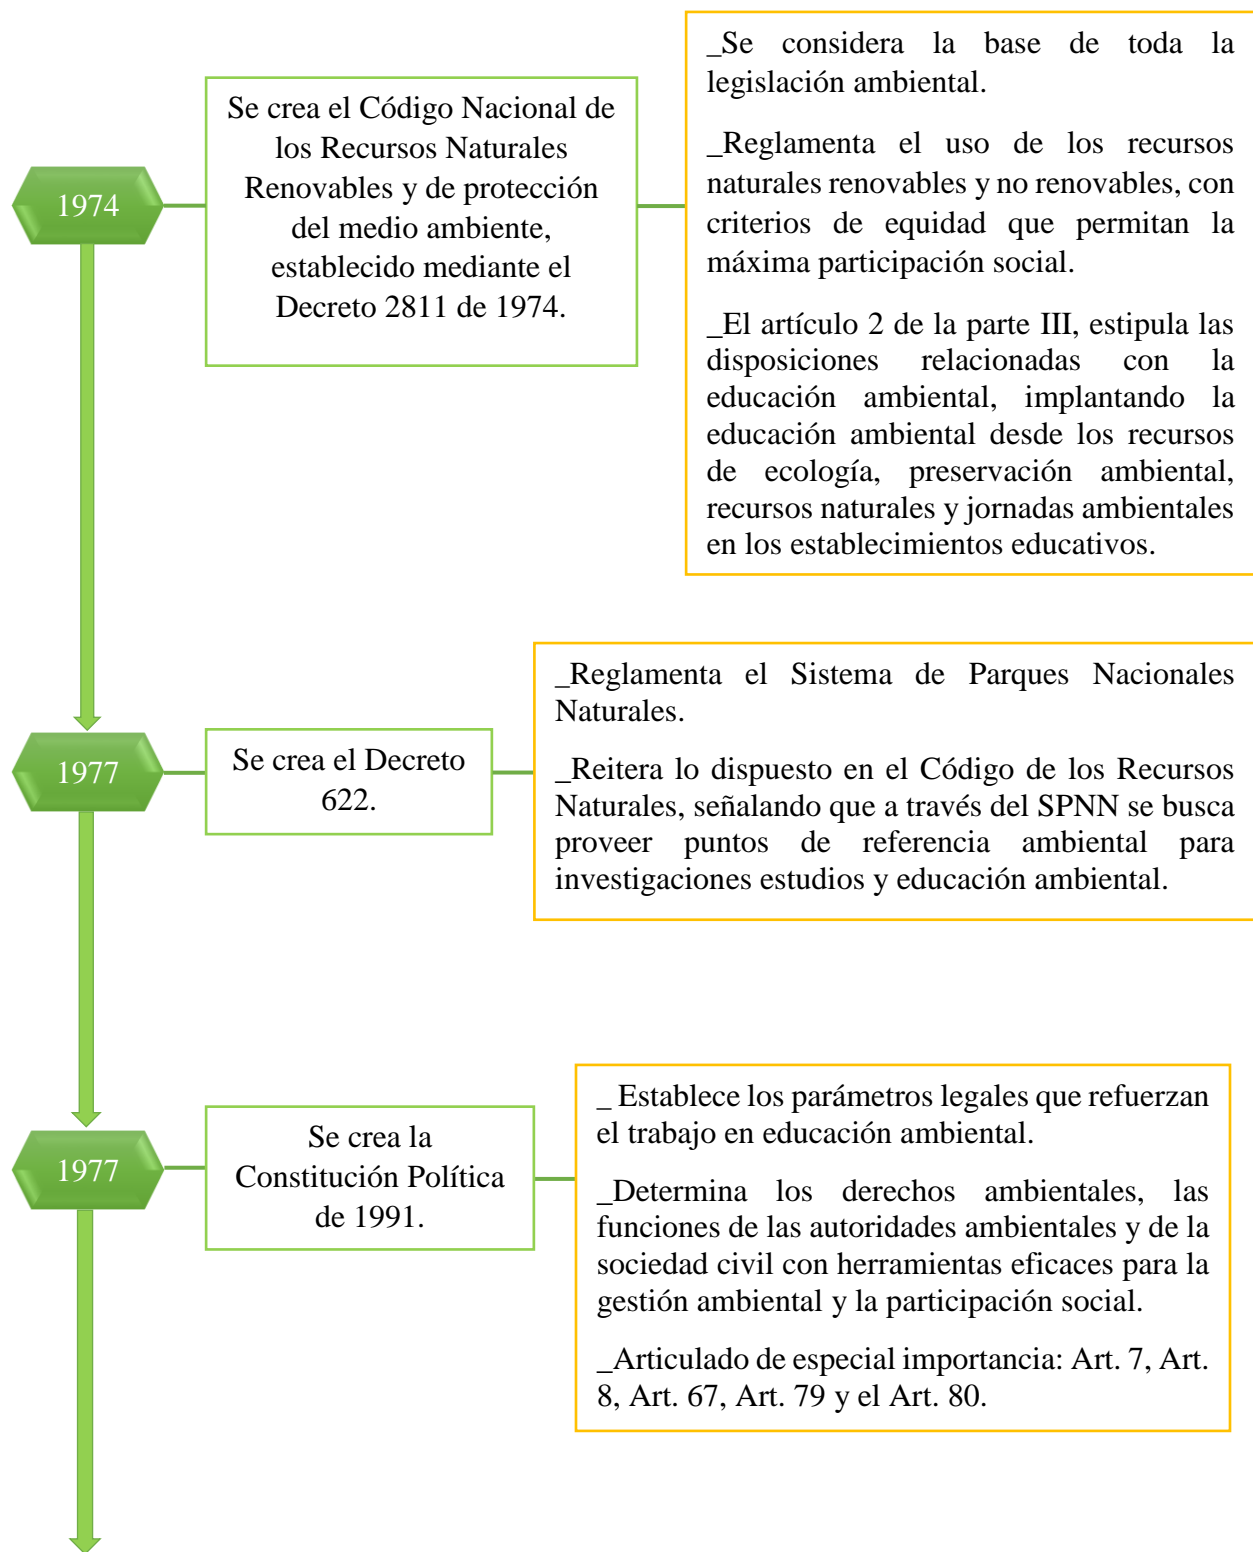 1974
Se crea el Código Nacional de
los Recursos Naturales
Renovables y de protección
del medio ambiente,
establecido mediante el
Decreto 2811 de 1974.
_Se considera la base de toda la
legislación ambiental.
_Reglamenta el uso de los recursos
naturales renovables y no renovables, con
criterios de equidad que permitan la
máxima participación social.
_El artículo 2 de la parte III, estipula las
disposiciones relacionadas con la
educación ambiental, implantando la
educación ambiental desde los recursos
de ecología, preservación ambiental,
recursos naturales y jornadas ambientales
en los establecimientos educativos.
1977
Se crea el Decreto
622.
_Reglamenta el Sistema de Parques Nacionales
Naturales.
_Reitera lo dispuesto en el Código de los Recursos
Naturales, señalando que a través del SPNN se busca
proveer puntos de referencia ambiental para
investigaciones estudios y educación ambiental.
1977
Se crea la
Constitución Política
de 1991.
_ Establece los parámetros legales que refuerzan
el trabajo en educación ambiental.
_Determina los derechos ambientales, las
funciones de las autoridades ambientales y de la
sociedad civil con herramientas eficaces para la
gestión ambiental y la participación social.
_Articulado de especial importancia: Art. 7, Art.
8, Art. 67, Art. 79 y el Art. 80.